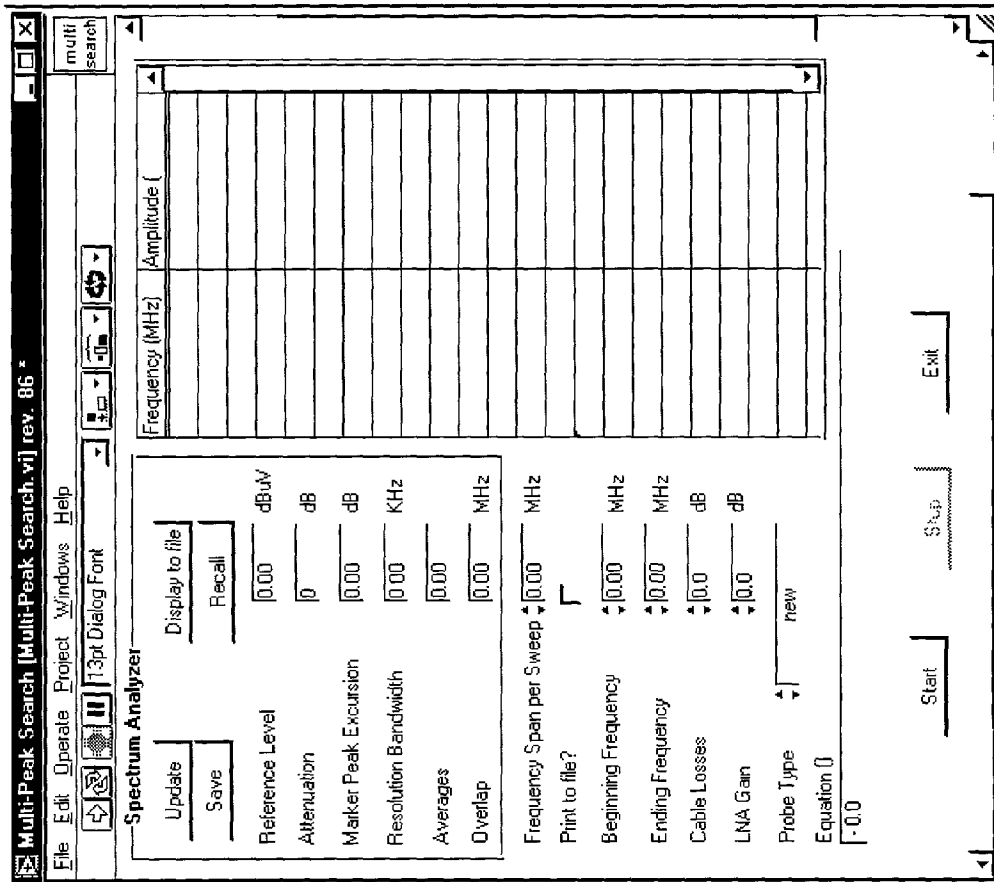 Multi-Peak Search [Multi-Peak Search.vi] rev. 86 *
File Edit Operate Project Windows Help
13pt Dialog Font
multi
search
Spectrum Analyzer
Update Display to file
Save Recall
Reference Level 0.00 dBuV
Attenuation 0 dB
Marker Peak Excursion 0.00 dB
Resolution Bandwidth 0.00 KHz
Averages 0.00
Overlap 0.00 MHz
Frequency Span per Sweep 0.00 MHz
Print to file?
Beginning Frequency 0.00 MHz
Ending Frequency 0.00 MHz
Cable Losses 0.0 dB
LNA Gain 0.0 dB
Probe Type new
Equation ()
- 0.0
Frequency (MHz) Amplitude (
Start Stop Exit